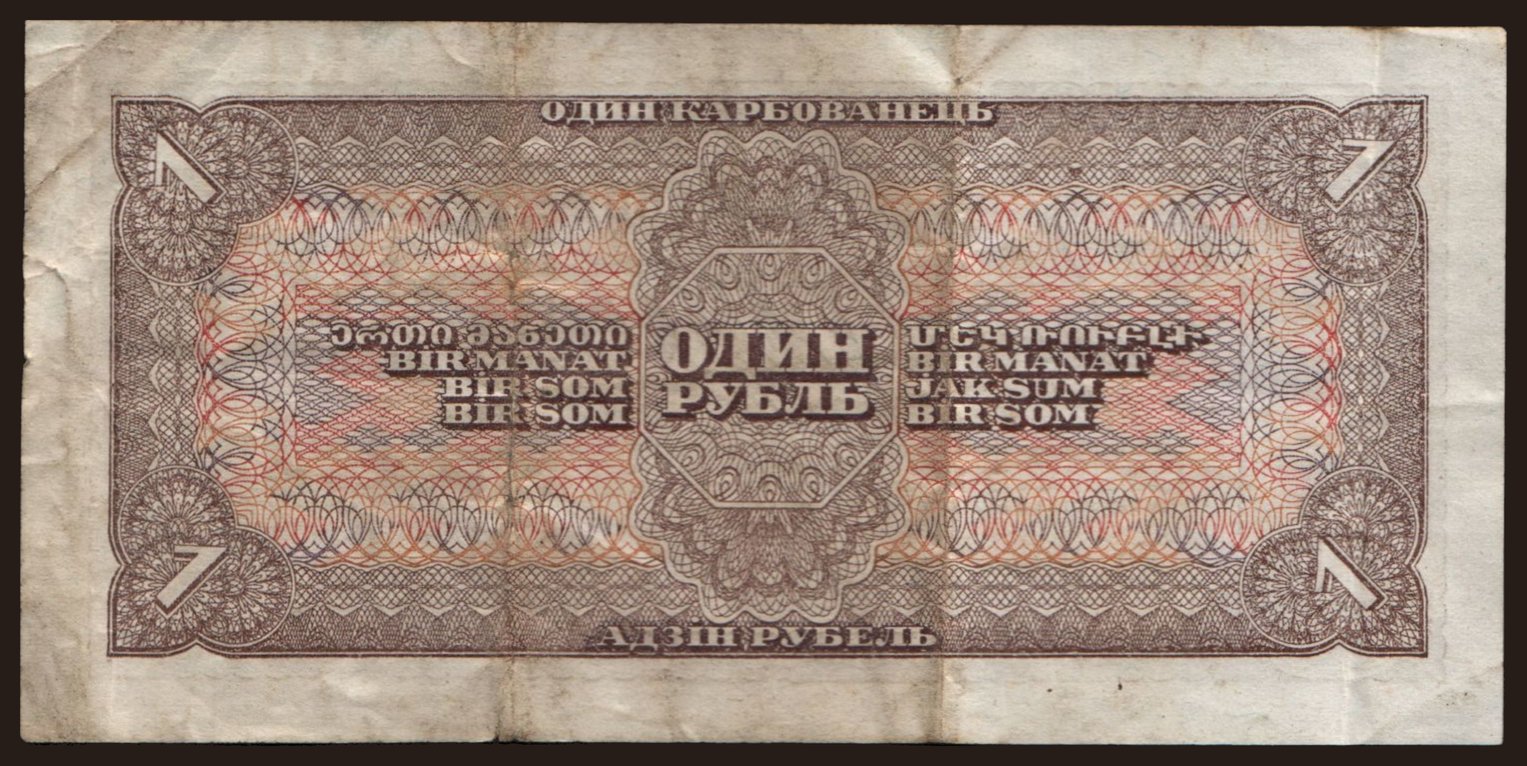 ОДИН КАРБОВАНЕЦЬ
1
1
ᲔᲠᲗᲘ ᲛᲐᲜᲔᲗᲘ
BIR MANAT
BIR SOM
BIR SOM
ОДИН
РУБЛЬ
ՄԵԿ ՌՈՒԲԼԻ
BIR MANAT
JAK SUM
BIR SOM
1
1
АДЗІН РУБЕЛЬ